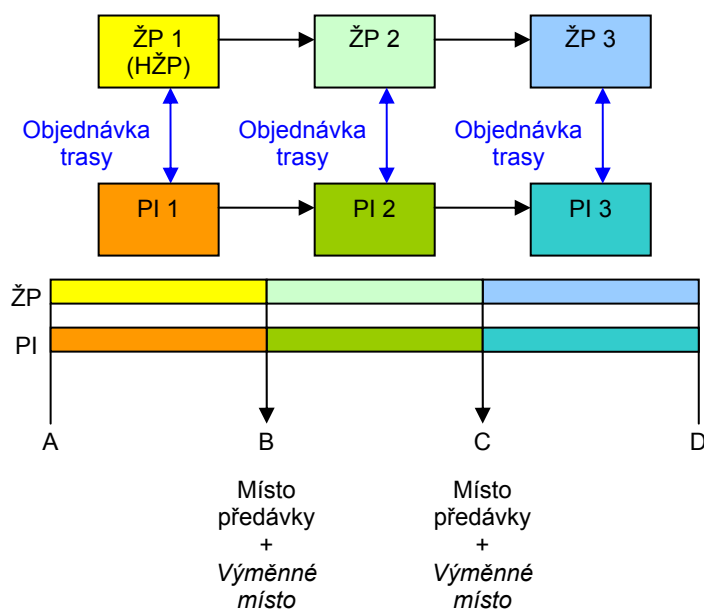 ŽP 1
(HŽP)
ŽP 2
ŽP 3
Objednávka
trasy
Objednávka
trasy
Objednávka
trasy
PI 1
PI 2
PI 3
ŽP
PI
A
B
C
D
Místo
předávky
+
Výměnné
místo
Místo
předávky
+
Výměnné
místo